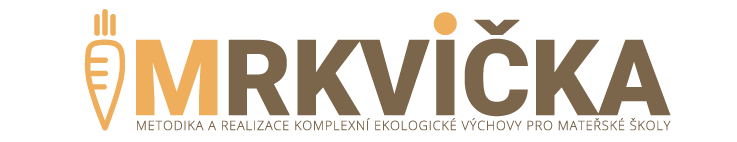 MRKVIČKA
METODIKA A REALIZACE KOMPLEXNÍ EKOLOGICKÉ VÝCHOVY PRO MATEŘSKÉ ŠKOLY